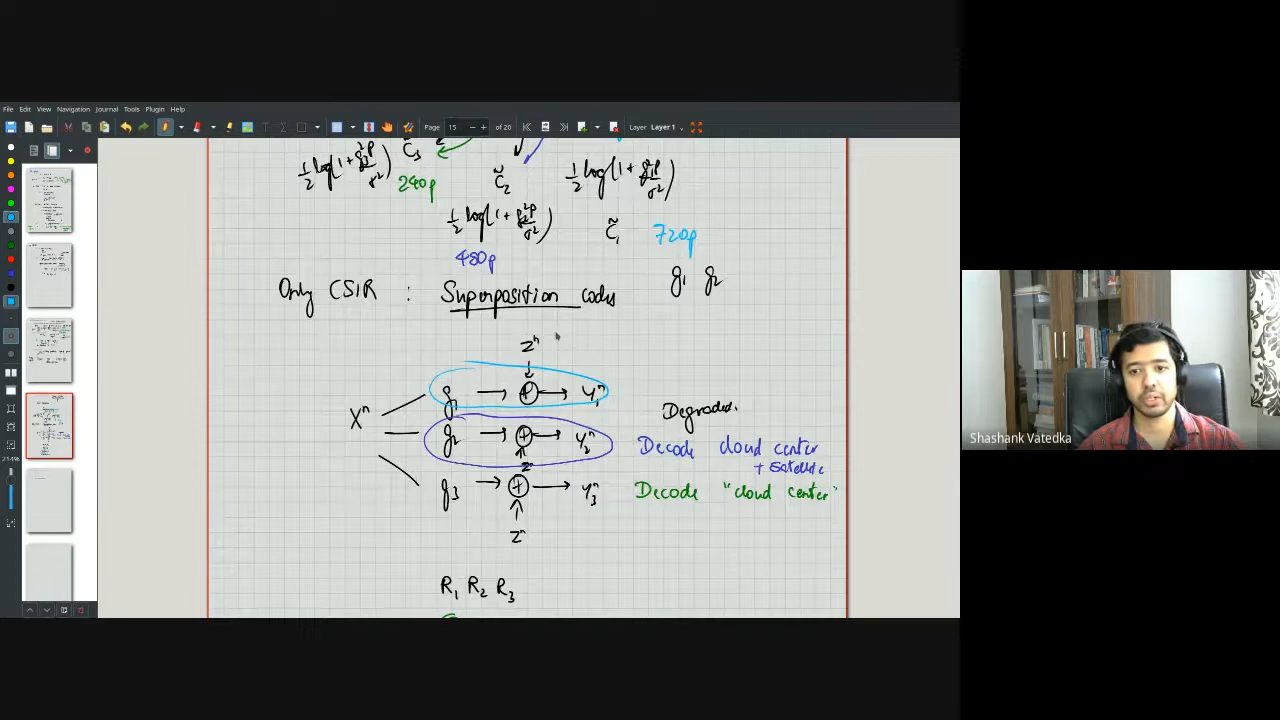 File Edit View Navigation Journal Tools Plugin Help
Page 15 of 20 Layer Layer 1
214%
½ log(1 + g₃²P/σ²) C̃₃
240p
C̃₂
½ log(1 + g₁²P/σ²)
½ log(1 + g₂²P/σ²)
C̃₁ 720p
480p
g₁ g₂
Only CSIR : Superposition codes
Zⁿ
g₁ → ⊕ → Y₁ⁿ
Xⁿ
Degraded.
g₂ → ⊕ → Y₂ⁿ Decode cloud center
+ satellite
Zⁿ
g₃ → ⊕ → Y₃ⁿ Decode "cloud center"
Zⁿ
R₁ R₂ R₃
Shashank Vatedka